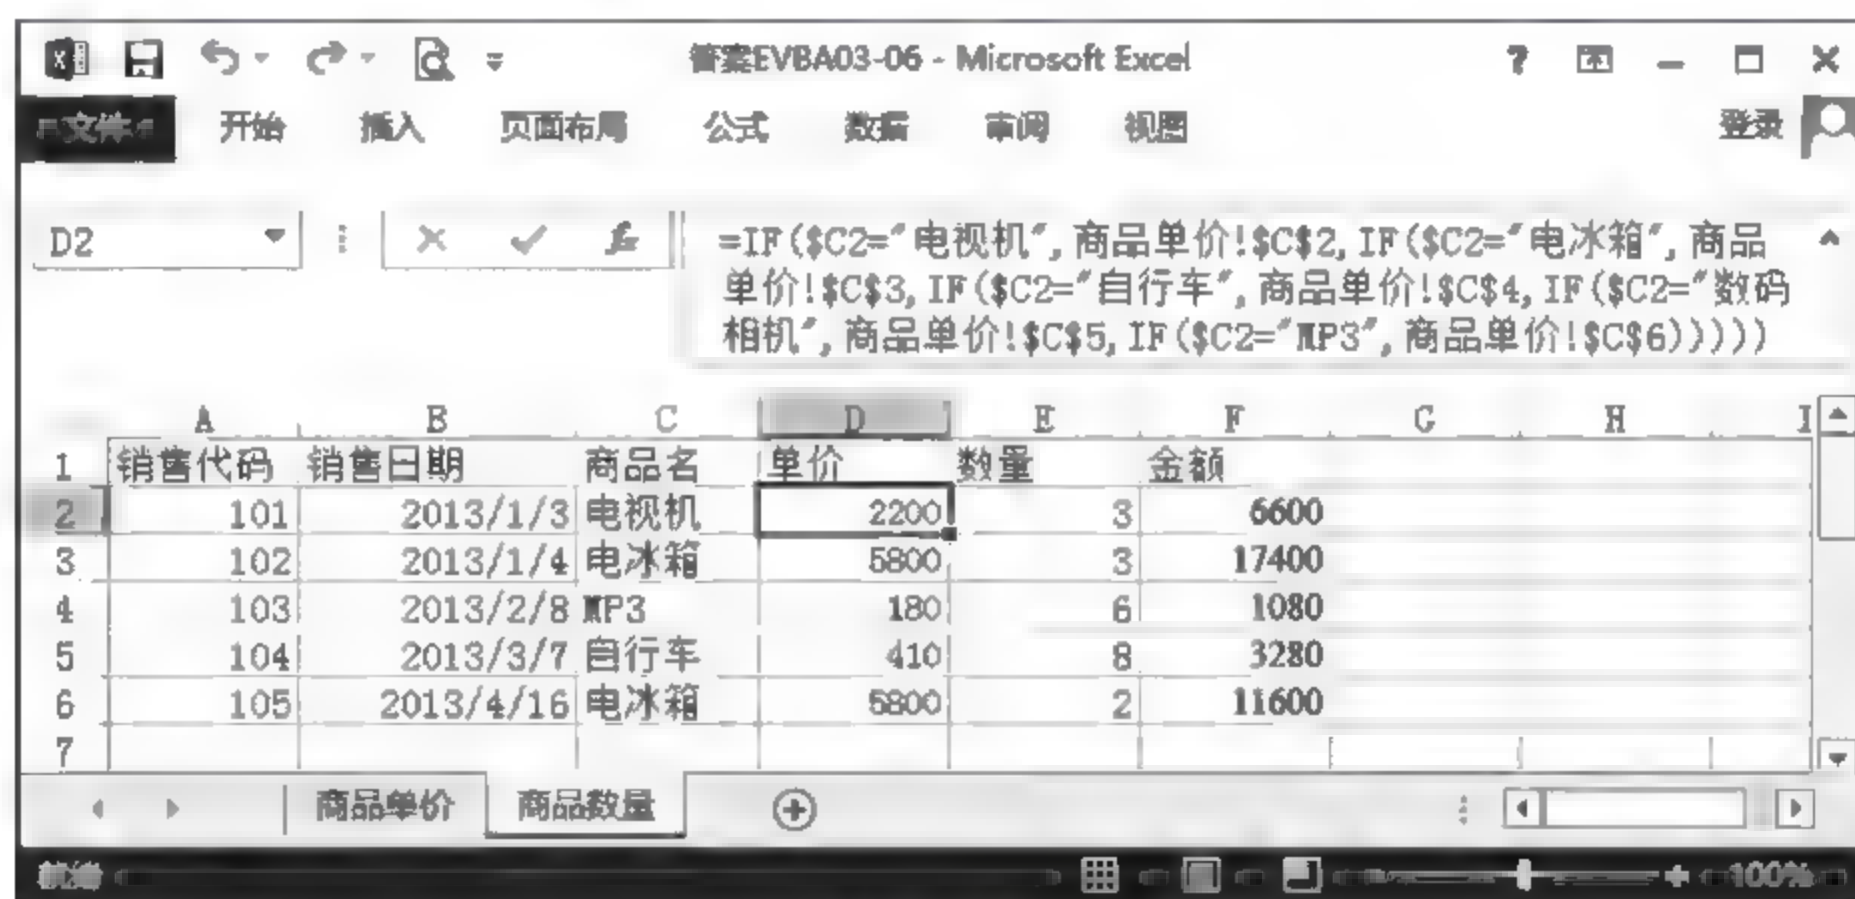 答案EVBA03-06 - Microsoft Excel
文件 开始 插入 页面布局 公式 数据 审阅 视图 登录
D2
=IF($C2="电视机",商品单价!$C$2,IF($C2="电冰箱",商品
单价!$C$3,IF($C2="自行车",商品单价!$C$4,IF($C2="数码
相机",商品单价!$C$5,IF($C2="MP3",商品单价!$C$6)))))
A B C D E F G H I
1 销售代码 销售日期 商品名 单价 数量 金额
2 101 2013/1/3 电视机 2200 3 6600
3 102 2013/1/4 电冰箱 5800 3 17400
4 103 2013/2/8 MP3 180 6 1080
5 104 2013/3/7 自行车 410 8 3280
6 105 2013/4/16 电冰箱 5800 2 11600
7
商品单价 商品数量
就绪 100%